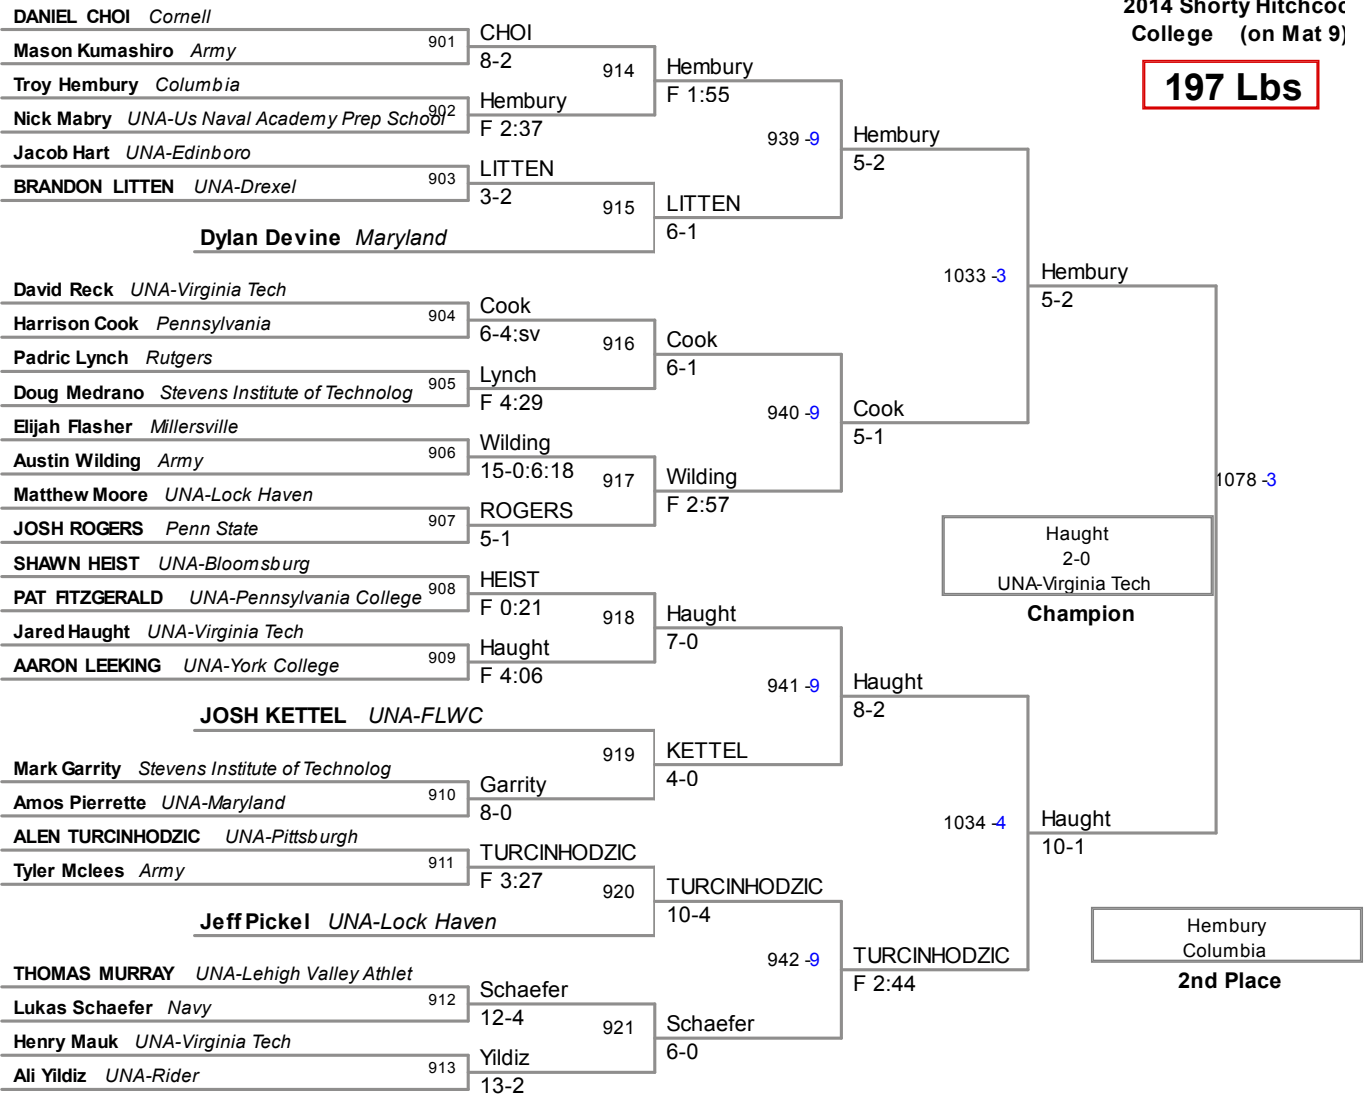 2014 Shorty Hitchcoc
College (on Mat 9)
197 Lbs
DANIEL CHOI Cornell
901
CHOI
8-2
Mason Kumashiro Army
914
Hembury
F 1:55
Troy Hembury Columbia
902
Hembury
F 2:37
Nick Mabry UNA-Us Naval Academy Prep School
939 -9
Hembury
5-2
Jacob Hart UNA-Edinboro
903
LITTEN
3-2
BRANDON LITTEN UNA-Drexel
915
LITTEN
6-1
Dylan Devine Maryland
1033 -3
Hembury
5-2
David Reck UNA-Virginia Tech
904
Cook
6-4:sv
Harrison Cook Pennsylvania
916
Cook
6-1
Padric Lynch Rutgers
905
Lynch
F 4:29
Doug Medrano Stevens Institute of Technolog
940 -9
Cook
5-1
Elijah Flasher Millersville
906
Wilding
15-0:6:18
Austin Wilding Army
917
Wilding
F 2:57
Matthew Moore UNA-Lock Haven
907
ROGERS
5-1
JOSH ROGERS Penn State
1078 -3
Haught
2-0
UNA-Virginia Tech
Champion
SHAWN HEIST UNA-Bloomsburg
908
HEIST
F 0:21
PAT FITZGERALD UNA-Pennsylvania College
918
Haught
7-0
Jared Haught UNA-Virginia Tech
909
Haught
F 4:06
AARON LEEKING UNA-York College
941 -9
Haught
8-2
JOSH KETTEL UNA-FLWC
919
KETTEL
4-0
Mark Garrity Stevens Institute of Technolog
910
Garrity
8-0
Amos Pierrette UNA-Maryland
1034 -4
Haught
10-1
ALEN TURCINHODZIC UNA-Pittsburgh
911
TURCINHODZIC
F 3:27
Tyler Mclees Army
920
TURCINHODZIC
10-4
Jeff Pickel UNA-Lock Haven
942 -9
TURCINHODZIC
F 2:44
Hembury
Columbia
2nd Place
THOMAS MURRAY UNA-Lehigh Valley Athlet
912
Schaefer
12-4
Lukas Schaefer Navy
921
Schaefer
6-0
Henry Mauk UNA-Virginia Tech
913
Yildiz
13-2
Ali Yildiz UNA-Rider